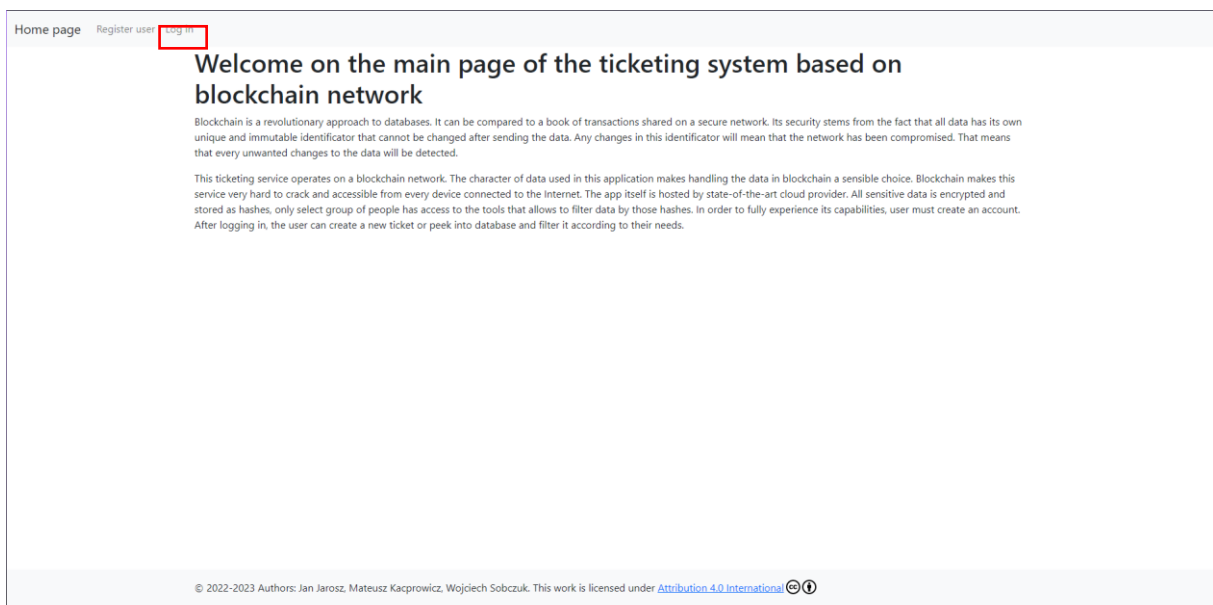 Home page Register user Log in
Welcome on the main page of the ticketing system based on
blockchain network
Blockchain is a revolutionary approach to databases. It can be compared to a book of transactions shared on a secure network. Its security stems from the fact that all data has its own
unique and immutable identificator that cannot be changed after sending the data. Any changes in this identificator will mean that the network has been compromised. That means
that every unwanted changes to the data will be detected.
This ticketing service operates on a blockchain network. The character of data used in this application makes handling the data in blockchain a sensible choice. Blockchain makes this
service very hard to crack and accessible from every device connected to the Internet. The app itself is hosted by state-of-the-art cloud provider. All sensitive data is encrypted and
stored as hashes, only select group of people has access to the tools that allows to filter data by those hashes. In order to fully experience its capabilities, user must create an account.
After logging in, the user can create a new ticket or peek into database and filter it according to their needs.
© 2022-2023 Authors: Jan Jarosz, Mateusz Kacprowicz, Wojciech Sobczuk. This work is licensed under Attribution 4.0 International